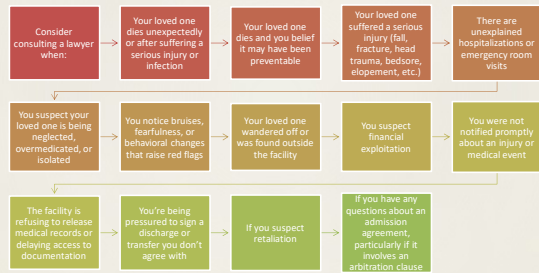 Consider
consulting a lawyer
when:
Your loved one
dies unexpectedly
or after suffering a
serious injury or
infection
Your loved one
dies and you belief
it may have been
preventable
Your loved one
suffered a serious
injury (fall,
fracture, head
trauma, bedsore,
elopement, etc.)
There are
unexplained
hospitalizations or
emergency room
visits
You suspect your
loved one is being
neglected,
overmedicated, or
isolated
You notice bruises,
fearfulness, or
behavioral changes
that raise red flags
Your loved one
wandered off or
was found outside
the facility
You suspect
financial
exploitation
You were not
notified promptly
about an injury or
medical event
The facility is
refusing to release
medical records or
delaying access to
documentation
You’re being
pressured to sign a
discharge or
transfer you don’t
agree with
If you suspect
retaliation
If you have any
questions about an
admission
agreement,
particularly if it
involves an
arbitration clause